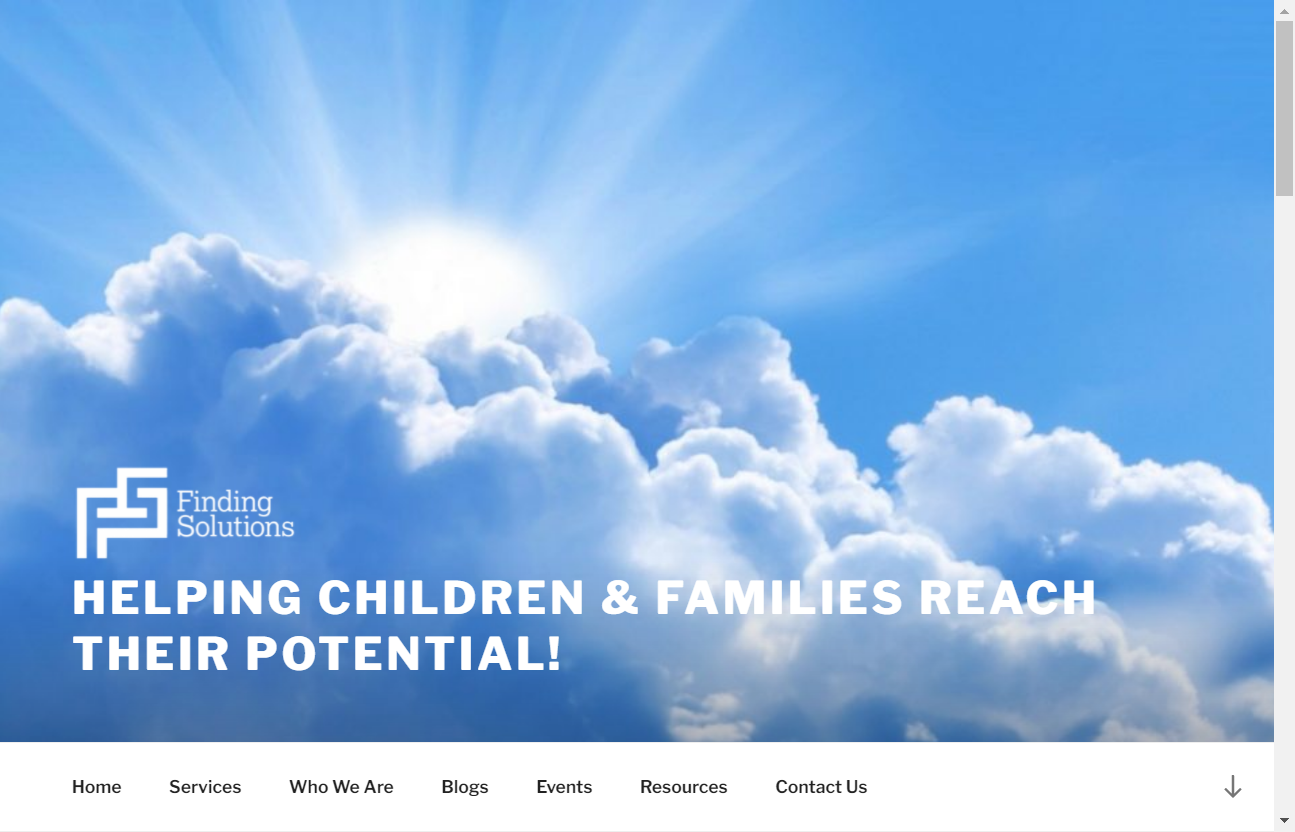 Finding
Solutions
HELPING CHILDREN & FAMILIES REACH
THEIR POTENTIAL!
Home Services Who We Are Blogs Events Resources Contact Us